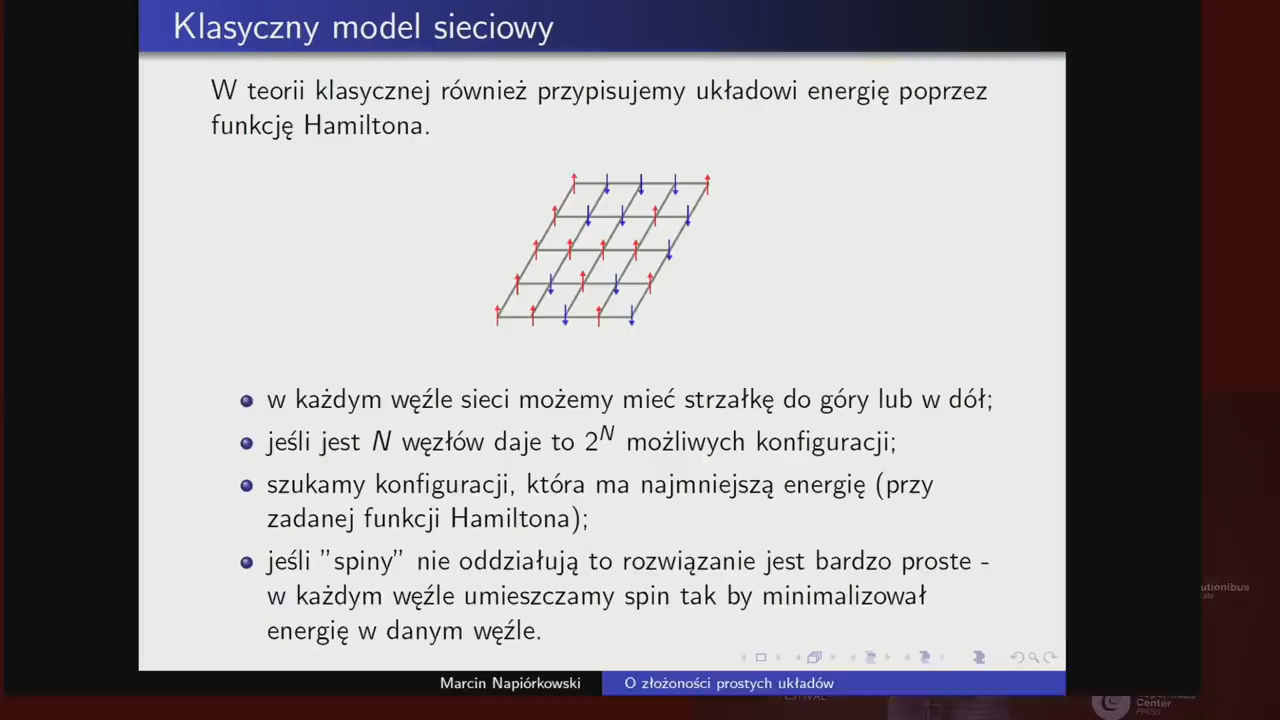 Klasyczny model sieciowy
W teorii klasycznej również przypisujemy układowi energię poprzez
funkcję Hamiltona.
w każdym węźle sieci możemy mieć strzałkę do góry lub w dół;
jeśli jest N węzłów daje to 2^N możliwych konfiguracji;
szukamy konfiguracji, która ma najmniejszą energię (przy
zadanej funkcji Hamiltona);
jeśli ”spiny” nie oddziałują to rozwiązanie jest bardzo proste -
w każdym węźle umieszczamy spin tak by minimalizował
energię w danym węźle.
Marcin Napiórkowski
O złożoności prostych układów
Center
PRESS